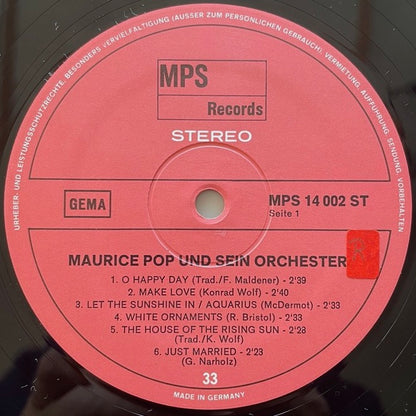 URHEBER- UND LEISTUNGSSCHUTZRECHTE, BESONDERS VERVIELFALTIGUNG (AUSSER ZUM PERSÖNLICHEN GEBRAUCH), VERMIETUNG, AUFFÜHRUNG, SENDUNG, VORBEHALTEN
MPS
Records
STEREO
GEMA
MPS 14 002 ST
Seite 1
MAURICE POP UND SEIN ORCHESTER
1. O HAPPY DAY (Trad./F. Maldener) - 2'39
2. MAKE LOVE (Konrad Wolf) - 2'40
3. LET THE SUNSHINE IN / AQUARIUS (McDermot) - 2'33
4. WHITE ORNAMENTS (R. Bristol) - 2'33
5. THE HOUSE OF THE RISING SUN - 2'28
(Trad./K. Wolf)
6. JUST MARRIED - 2'23
(G. Narholz)
33
MADE IN GERMANY